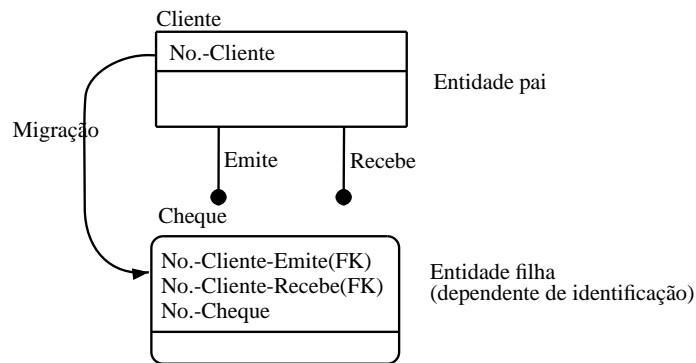 Cliente
No.-Cliente
Entidade pai
Migração
Emite
Recebe
Cheque
No.-Cliente-Emite(FK)
No.-Cliente-Recebe(FK)
No.-Cheque
Entidade filha
(dependente de identificação)